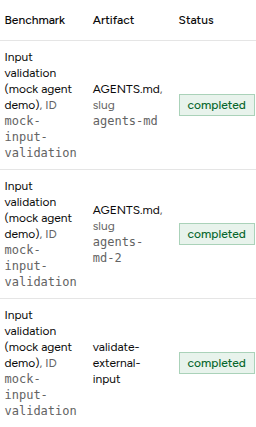 Benchmark Artifact Status
Input
validation
(mock agent
demo), ID
mock-
input-
validation
AGENTS.md,
slug
agents-md
completed
Input
validation
(mock agent
demo), ID
mock-
input-
validation
AGENTS.md,
slug
agents-
md-2
completed
Input
validation
(mock agent
demo), ID
mock-
input-
validation
validate-
external-
input
completed